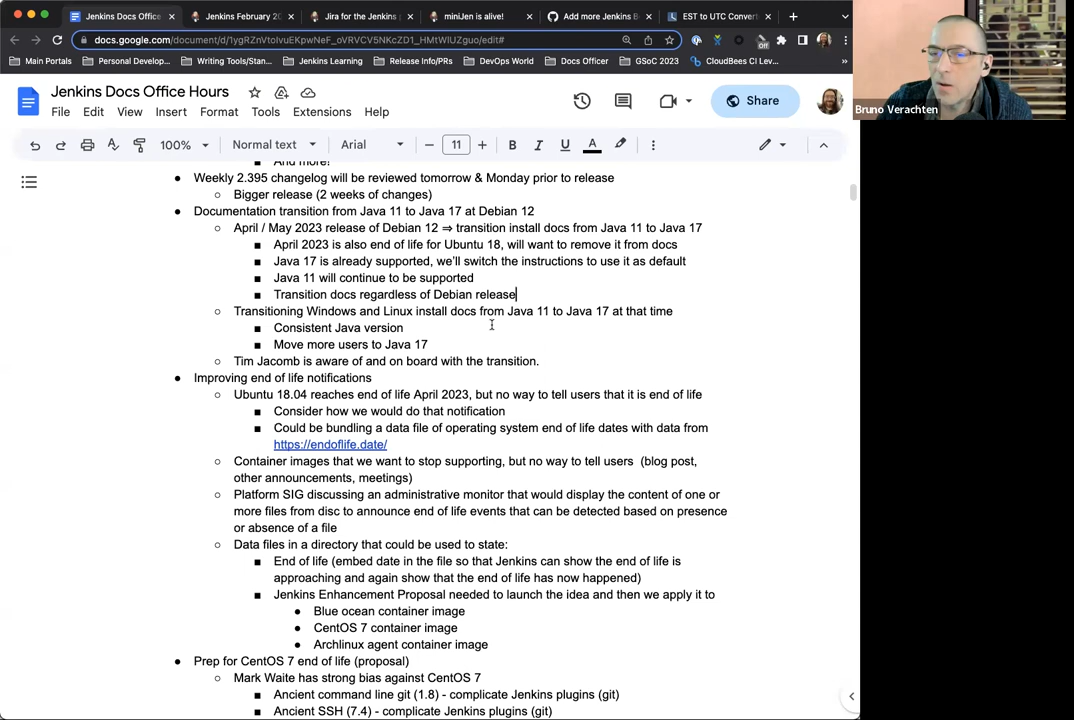 Jenkins Docs Office
Jenkins February 20
Jira for the Jenkins p
miniJen is alive!
Add more Jenkins B
EST to UTC Convert
docs.google.com/document/d/1ygRZnVtoIvuEKpwNeF_oVRVCV5NKcZD1_HMtWIUZguo/edit#
Off
Main Portals
Personal Develop...
Writing Tools/Stan...
Jenkins Learning
Release Info/PRs
DevOps World
Docs Officer
GSoC 2023
CloudBees CI Lev...
»
Bruno Verachten
Jenkins Docs Office Hours
File Edit View Insert Format Tools Extensions Help
Share
100% Normal text Arial 11 B I U A
And more!
Weekly 2.395 changelog will be reviewed tomorrow & Monday prior to release
Bigger release (2 weeks of changes)
Documentation transition from Java 11 to Java 17 at Debian 12
April / May 2023 release of Debian 12 ⇒ transition install docs from Java 11 to Java 17
April 2023 is also end of life for Ubuntu 18, will want to remove it from docs
Java 17 is already supported, we'll switch the instructions to use it as default
Java 11 will continue to be supported
Transition docs regardless of Debian release
Transitioning Windows and Linux install docs from Java 11 to Java 17 at that time
Consistent Java version
Move more users to Java 17
Tim Jacomb is aware of and on board with the transition.
Improving end of life notifications
Ubuntu 18.04 reaches end of life April 2023, but no way to tell users that it is end of life
Consider how we would do that notification
Could be bundling a data file of operating system end of life dates with data from
https://endoflife.date/
Container images that we want to stop supporting, but no way to tell users (blog post,
other announcements, meetings)
Platform SIG discussing an administrative monitor that would display the content of one or
more files from disc to announce end of life events that can be detected based on presence
or absence of a file
Data files in a directory that could be used to state:
End of life (embed date in the file so that Jenkins can show the end of life is
approaching and again show that the end of life has now happened)
Jenkins Enhancement Proposal needed to launch the idea and then we apply it to
Blue ocean container image
CentOS 7 container image
Archlinux agent container image
Prep for CentOS 7 end of life (proposal)
Mark Waite has strong bias against CentOS 7
Ancient command line git (1.8) - complicate Jenkins plugins (git)
Ancient SSH (7.4) - complicate Jenkins plugins (git)